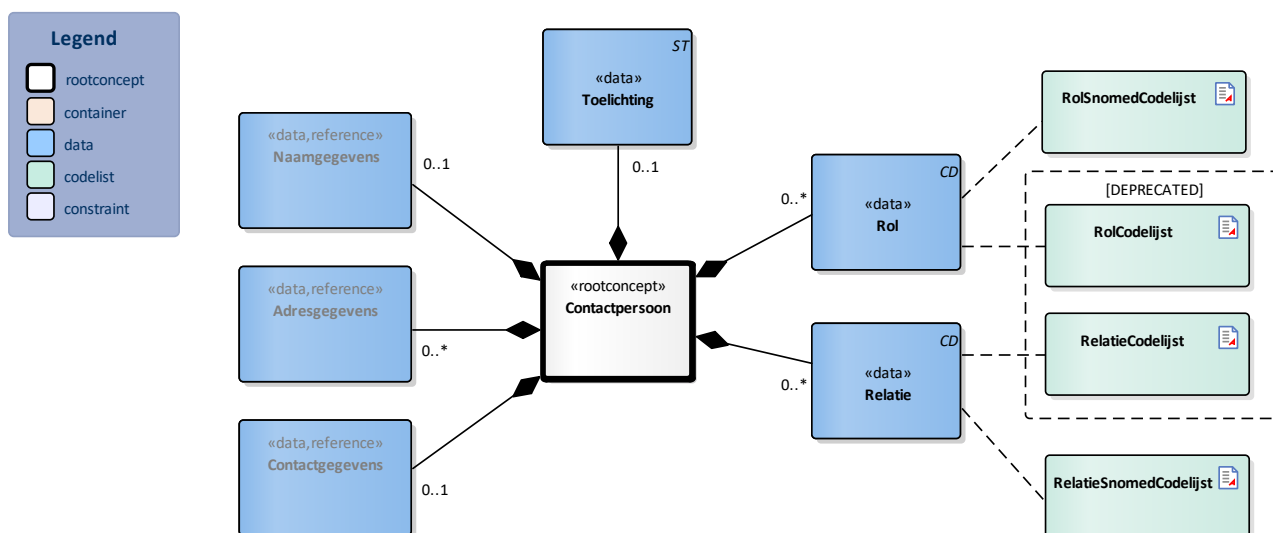 Legend
rootconcept
container
data
codelist
constraint
ST
«data»
Toelichting
0..1
«data,reference»
Naamgegevens
0..1
«data,reference»
Adresgegevens
0..*
«data,reference»
Contactgegevens
0..1
«rootconcept»
Contactpersoon
CD
«data»
Rol
0..*
CD
«data»
Relatie
0..*
RolSnomedCodelijst
[DEPRECATED]
RolCodelijst
RelatieCodelijst
RelatieSnomedCodelijst